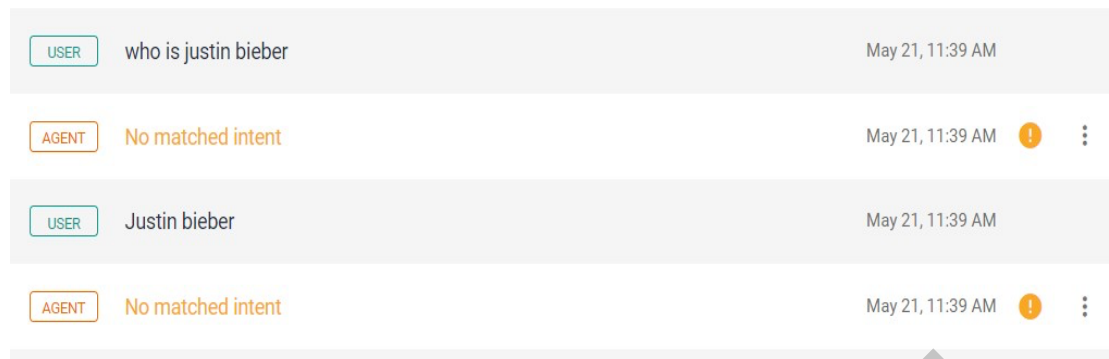 USER who is justin bieber May 21, 11:39 AM
AGENT No matched intent May 21, 11:39 AM
USER Justin bieber May 21, 11:39 AM
AGENT No matched intent May 21, 11:39 AM